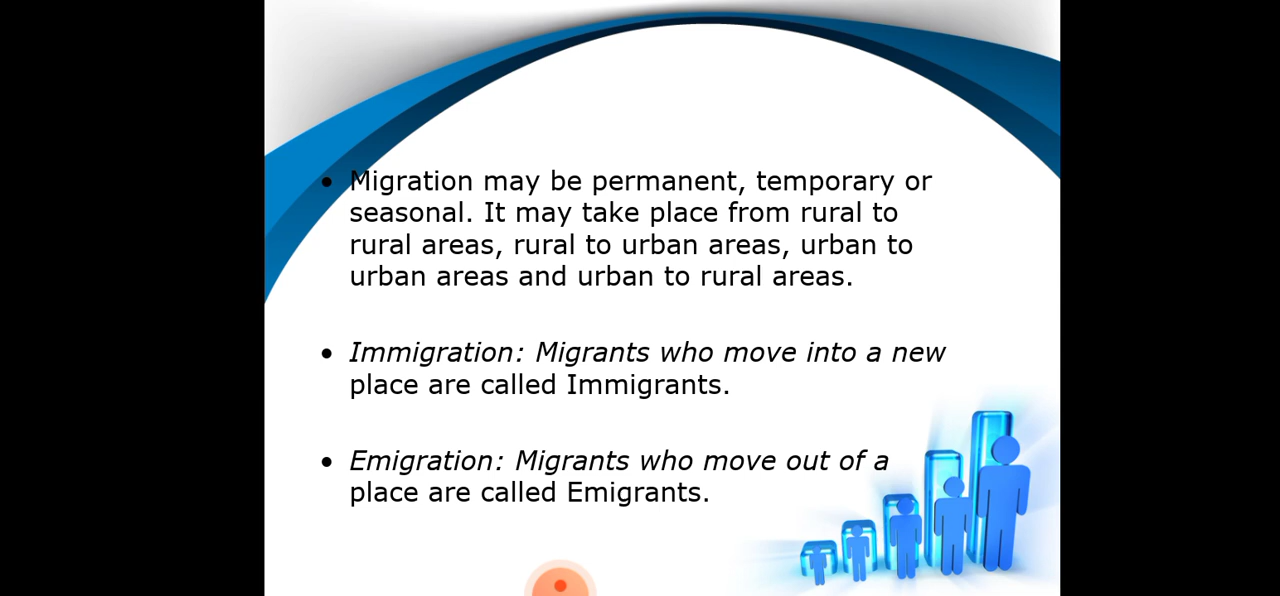 • Migration may be permanent, temporary or
seasonal. It may take place from rural to
rural areas, rural to urban areas, urban to
urban areas and urban to rural areas.
• Immigration: Migrants who move into a new
place are called Immigrants.
• Emigration: Migrants who move out of a
place are called Emigrants.